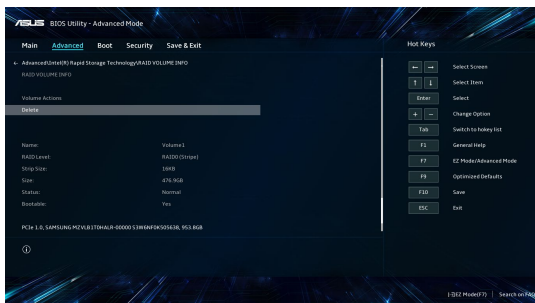 ASUS BIOS Utility - Advanced Mode
Main Advanced Boot Security Save & Exit
Hot Keys
← Advanced\Intel(R) Rapid Storage Technology\RAID VOLUME INFO
RAID VOLUME INFO
Volume Actions
Delete
Name: Volume1
RAID Level: RAID0 (Stripe)
Strip Size: 16KB
Size: 476.9GB
Status: Normal
Bootable: Yes
PCIe 1.0, SAMSUNG MZVLB1T0HALR-00000 S3W6NF0K505638, 953.8GB
← → Select Screen
↑ ↓ Select Item
Enter Select
+ − Change Option
Tab Switch to hokey list
F1 General Help
F7 EZ Mode/Advanced Mode
F9 Optimized Defaults
F10 Save
ESC Exit
EZ Mode(F7) | Search on FAQ